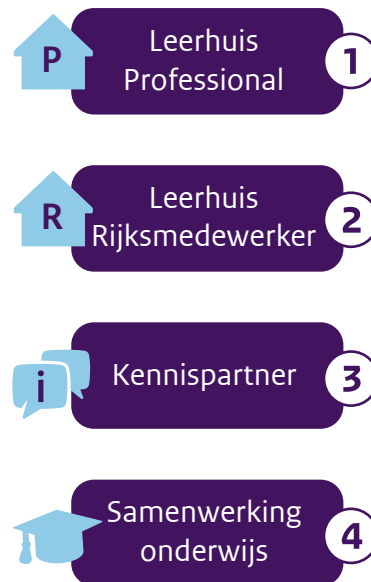 P
Leerhuis
Professional
1
R
Leerhuis
Rijksmedewerker
2
i
Kennispartner
3
Samenwerking
onderwijs
4